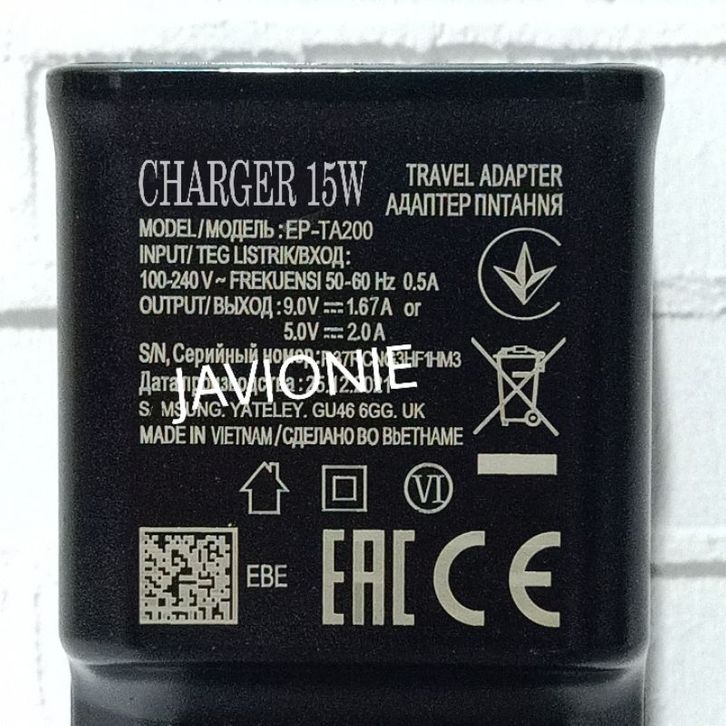 CHARGER 15W
TRAVEL ADAPTER
АДАПТЕР ПІТАННЯ
MODEL/МОДЕЛЬ : EP-TA200
INPUT/ TEG LISTRIK/ВХОД :
100-240 V ~ FREKUENSI 50-60 Hz 0.5A
OUTPUT/ ВЫХОД : 9.0V ⎓ 1.67A or
5.0V ⎓ 2.0A
S/N, Серийный номер
JAVIONIE
S MSUNG. YATELEY. GU46 6GG. UK
MADE IN VIETNAM / СДЕЛАНО ВО ВЬЕТНАМЕ
VI
EBE
EAC CE